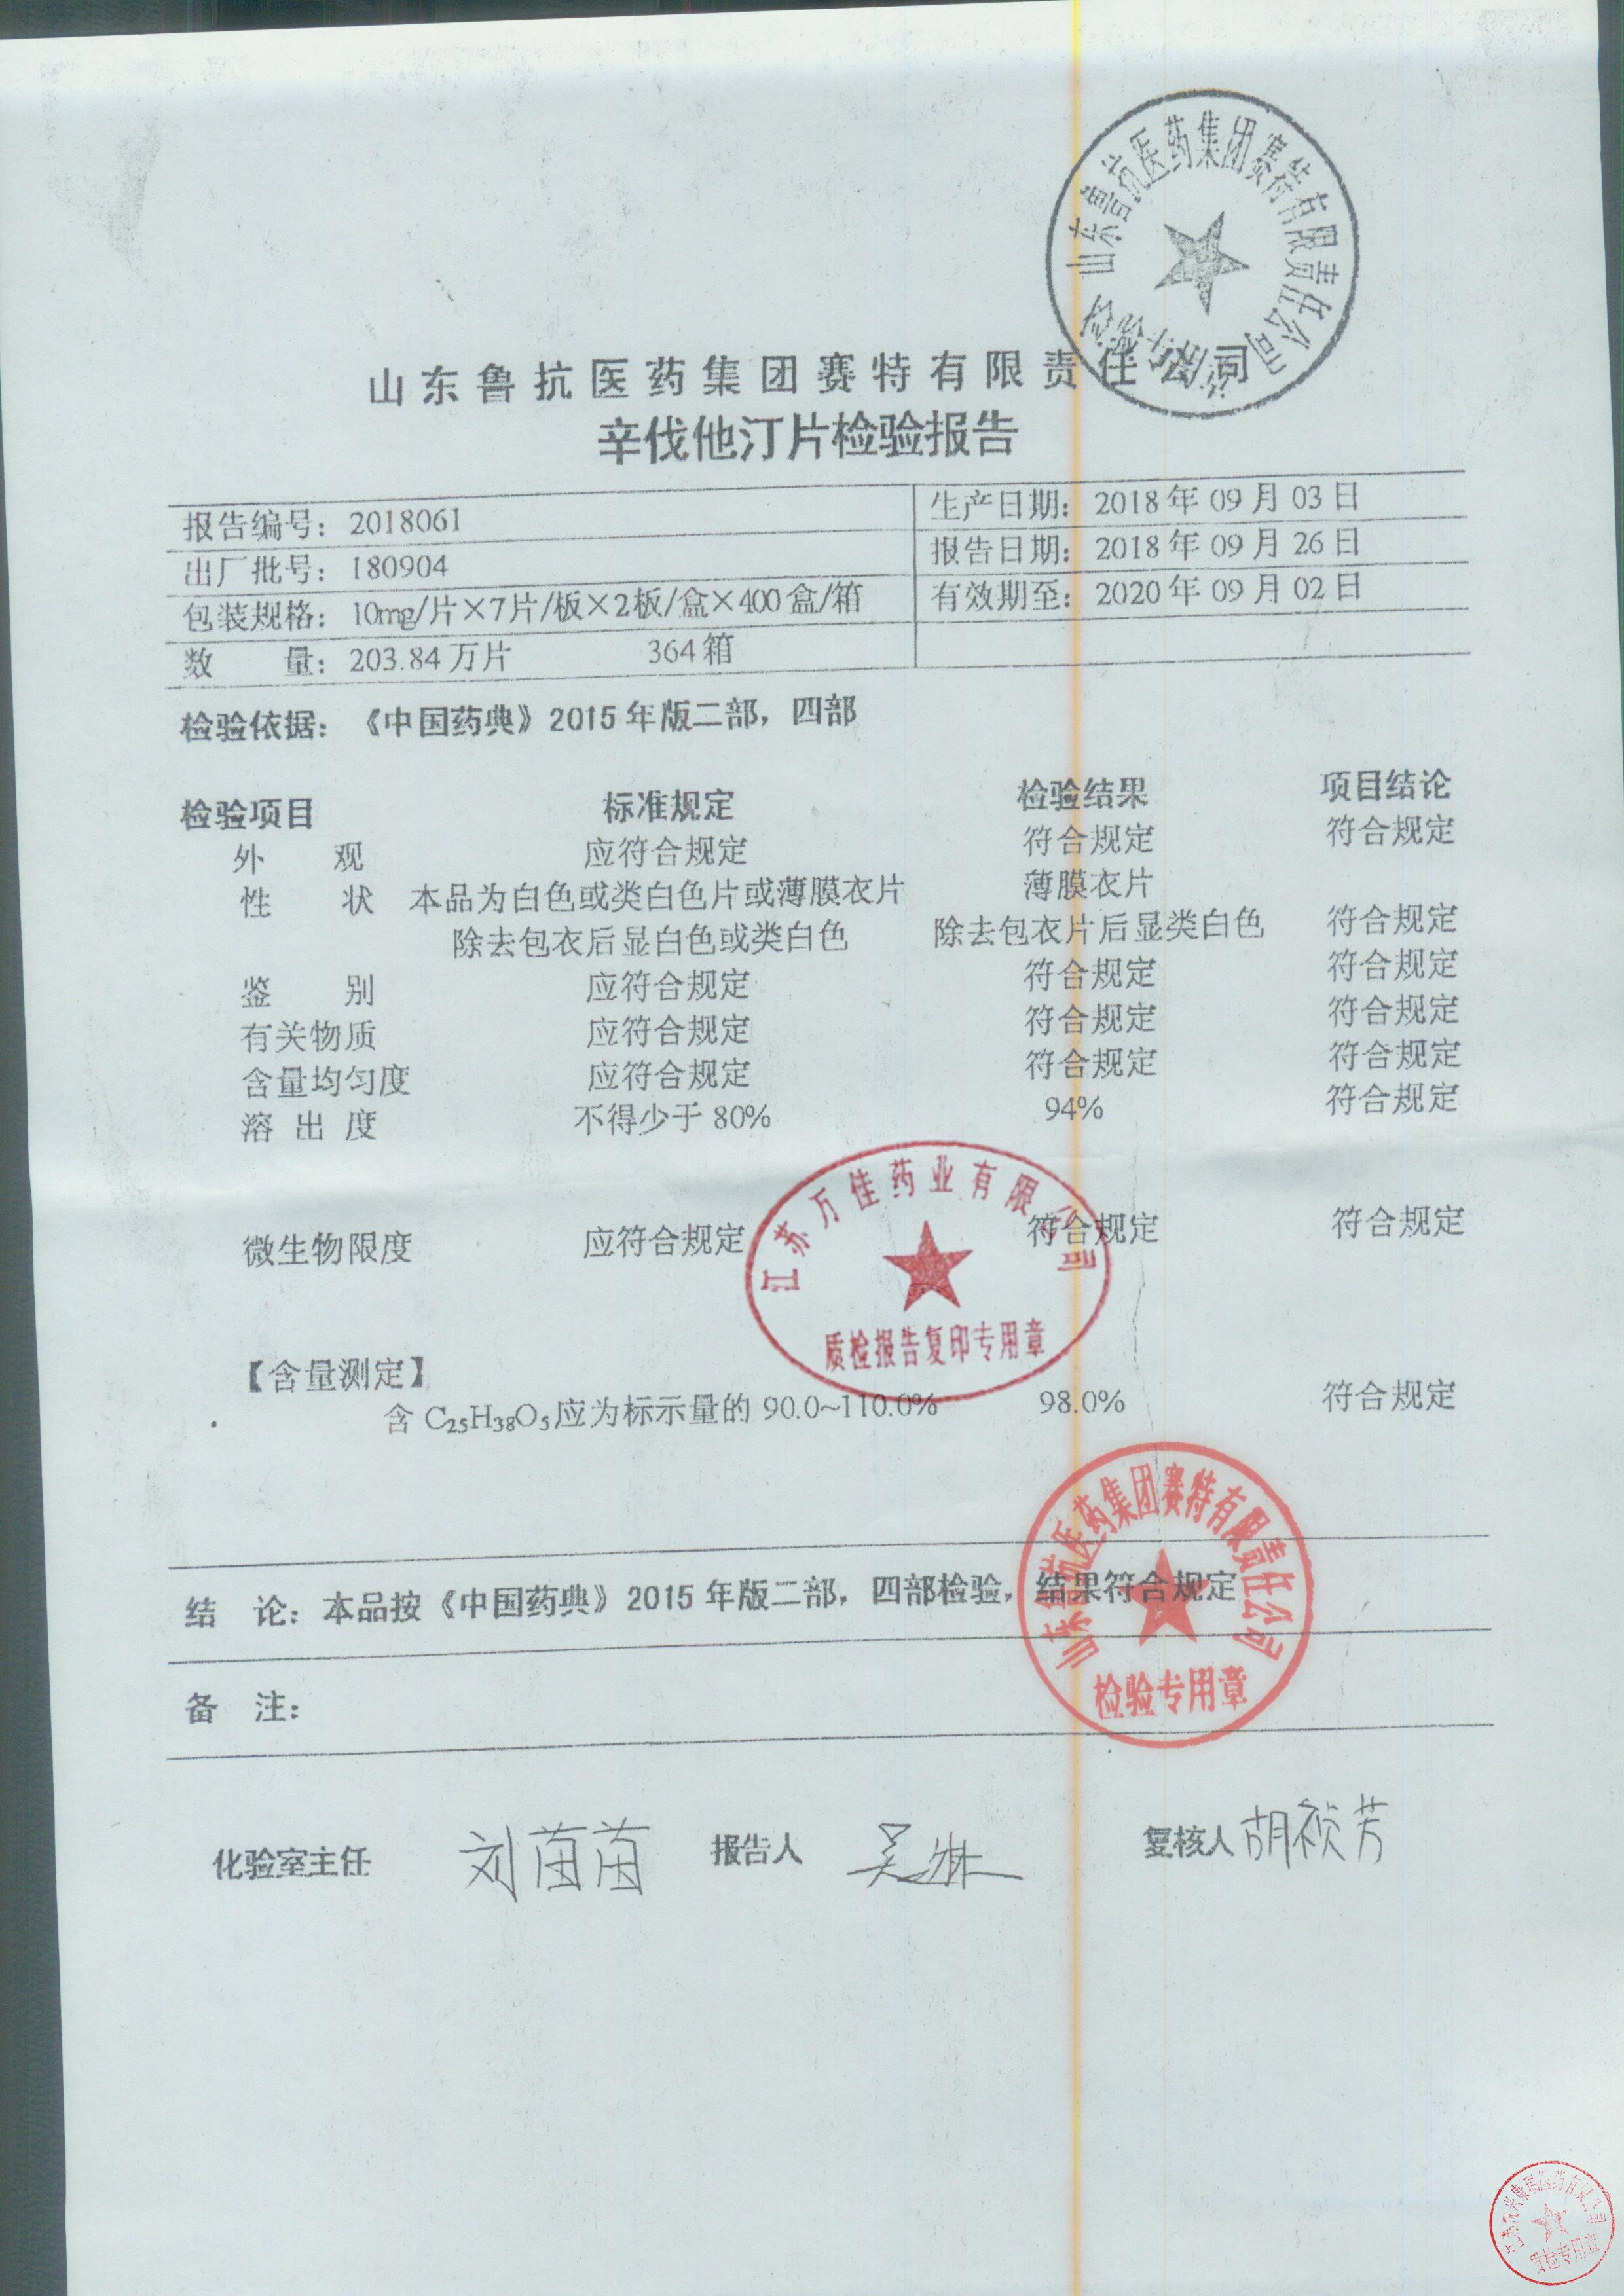 山东鲁抗医药集团赛特有限责任公司
检验专用章
山东鲁抗医药集团赛特有限责任公司
辛伐他汀片检验报告
报告编号：2018061 生产日期：2018年09月03日
出厂批号：180904 报告日期：2018年09月26日
包装规格：10mg/片×7片/板×2板/盒×400盒/箱 有效期至：2020年09月02日
数 量：203.84万片 364箱
检验依据：《中国药典》2015年版二部，四部
检验项目 标准规定 检验结果 项目结论
外 观 应符合规定 符合规定 符合规定
性 状 本品为白色或类白色片或薄膜衣片 薄膜衣片
除去包衣后显白色或类白色 除去包衣片后显类白色 符合规定
鉴 别 应符合规定 符合规定 符合规定
有关物质 应符合规定 符合规定 符合规定
含量均匀度 应符合规定 符合规定 符合规定
溶 出 度 不得少于80% 94% 符合规定
江苏万佳药业有限公司
微生物限度 应符合规定 符合规定 符合规定
质检报告复印专用章
【含量测定】
含C₂₅H₃₈O₅应为标示量的90.0~110.0% 98.0% 符合规定
山东鲁抗医药集团赛特有限责任公司
结 论：本品按《中国药典》2015年版二部，四部检验，结果符合规定
检验专用章
备 注：
化验室主任 刘苗苗 报告人 吴琳 复核人 胡祯芳
质检专用章